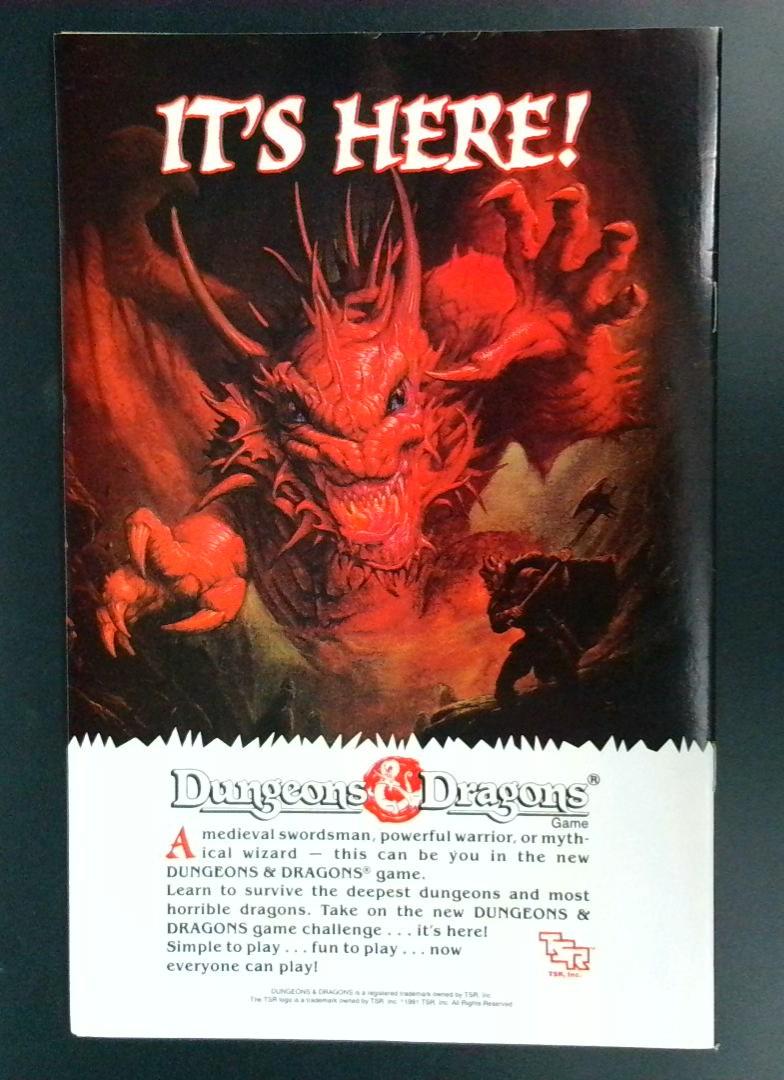 IT'S HERE!
Dungeons & Dragons®
Game
A medieval swordsman, powerful warrior, or myth-
ical wizard — this can be you in the new
DUNGEONS & DRAGONS® game.
Learn to survive the deepest dungeons and most
horrible dragons. Take on the new DUNGEONS &
DRAGONS game challenge . . . it's here!
Simple to play . . . fun to play . . . now
everyone can play!
TSR™
TSR, Inc.
DUNGEONS & DRAGONS is a registered trademark owned by TSR, Inc.
The TSR logo is a trademark owned by TSR, Inc. ©1991 TSR, Inc. All Rights Reserved